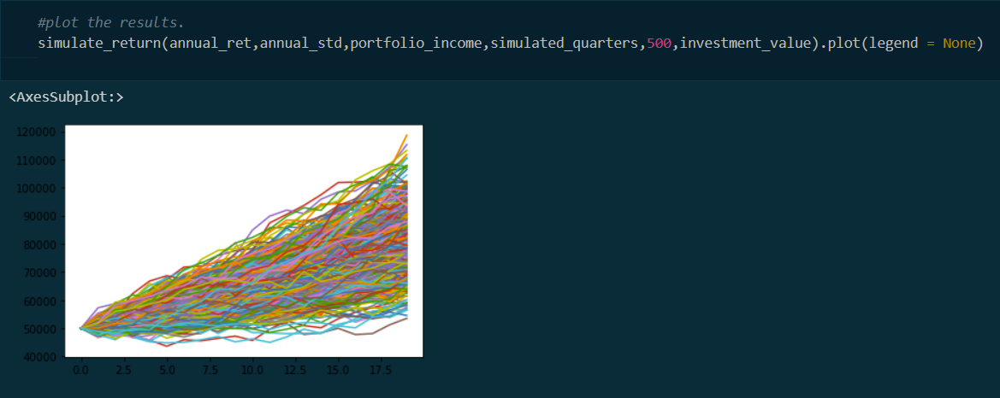 #plot the results.
simulate_return(annual_ret,annual_std,portfolio_income,simulated_quarters,500,investment_value).plot(legend = None)
<AxesSubplot:>
120000
110000
100000
90000
80000
70000
60000
50000
40000
0.0 2.5 5.0 7.5 10.0 12.5 15.0 17.5